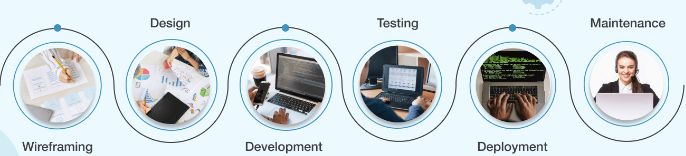 Wireframing
Design
Development
Testing
Deployment
Maintenance